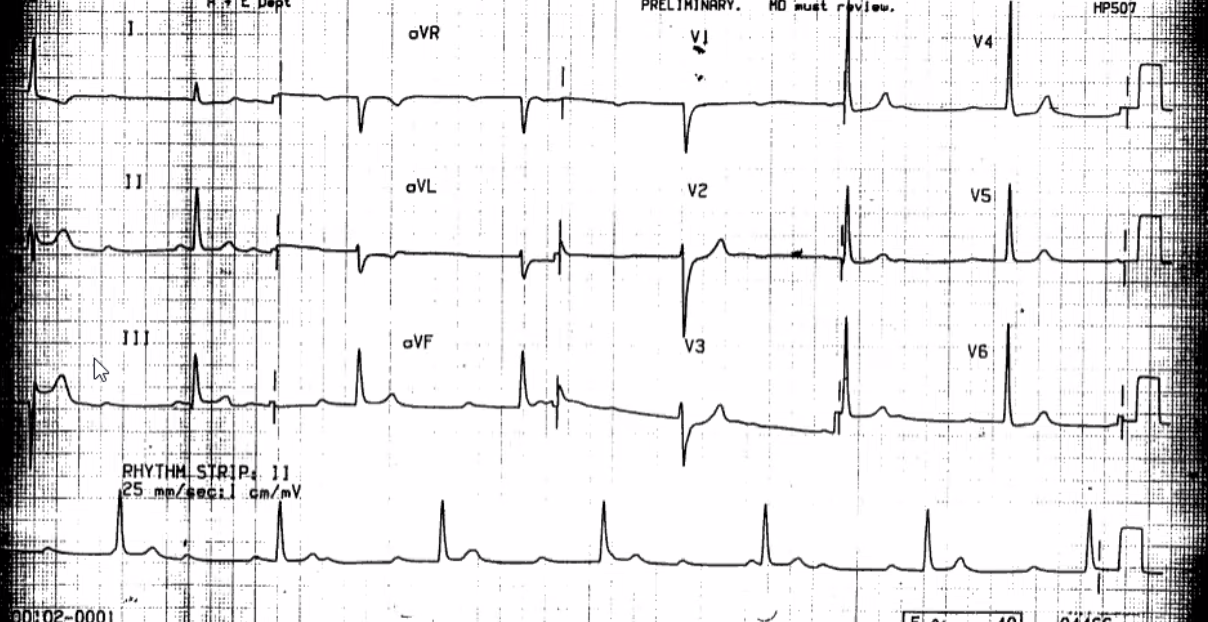 PRELIMINARY. MD must review.
HP507
I
aVR
V1
V4
II
aVL
V2
V5
III
aVF
V3
V6
RHYTHM STRIP: II
25 mm/sec:1 cm/mV